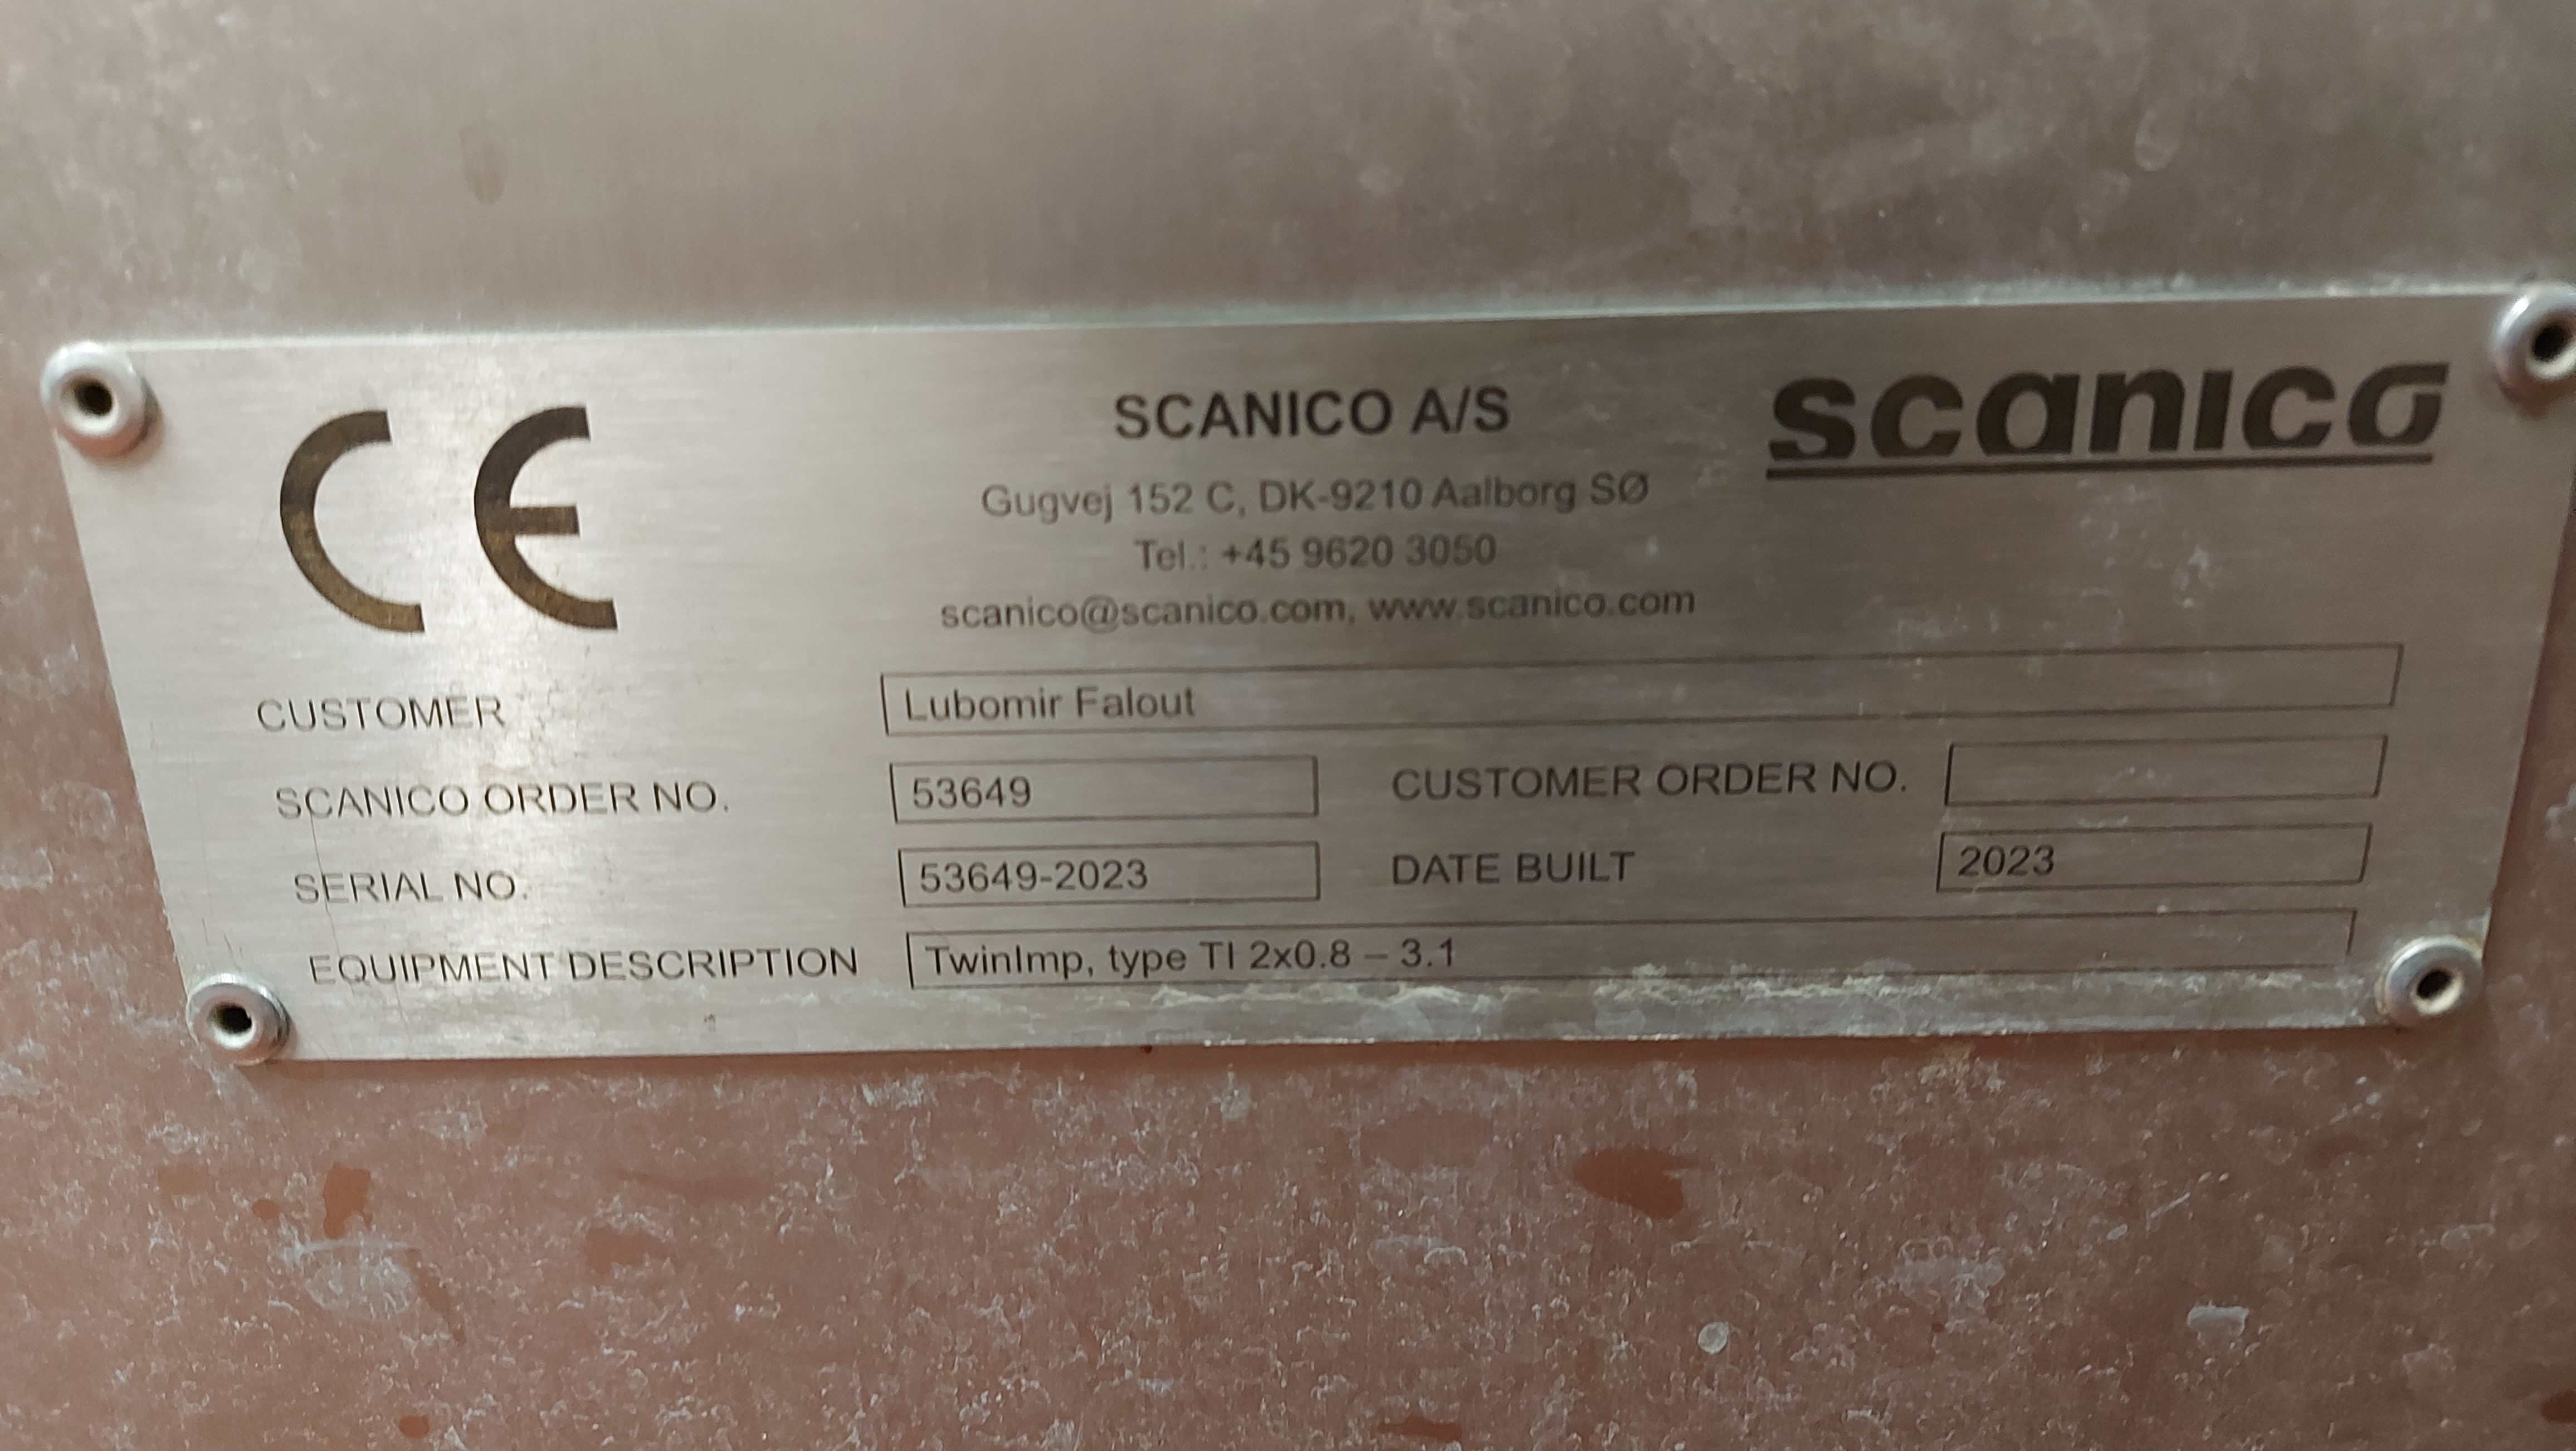 CE
SCANICO A/S
scanico
Gugvej 152 C, DK-9210 Aalborg SØ
Tel.: +45 9620 3050
scanico@scanico.com, www.scanico.com
CUSTOMER Lubomir Falout
SCANICO ORDER NO. 53649 CUSTOMER ORDER NO.
SERIAL NO. 53649-2023 DATE BUILT 2023
EQUIPMENT DESCRIPTION TwinImp, type TI 2x0.8 – 3.1